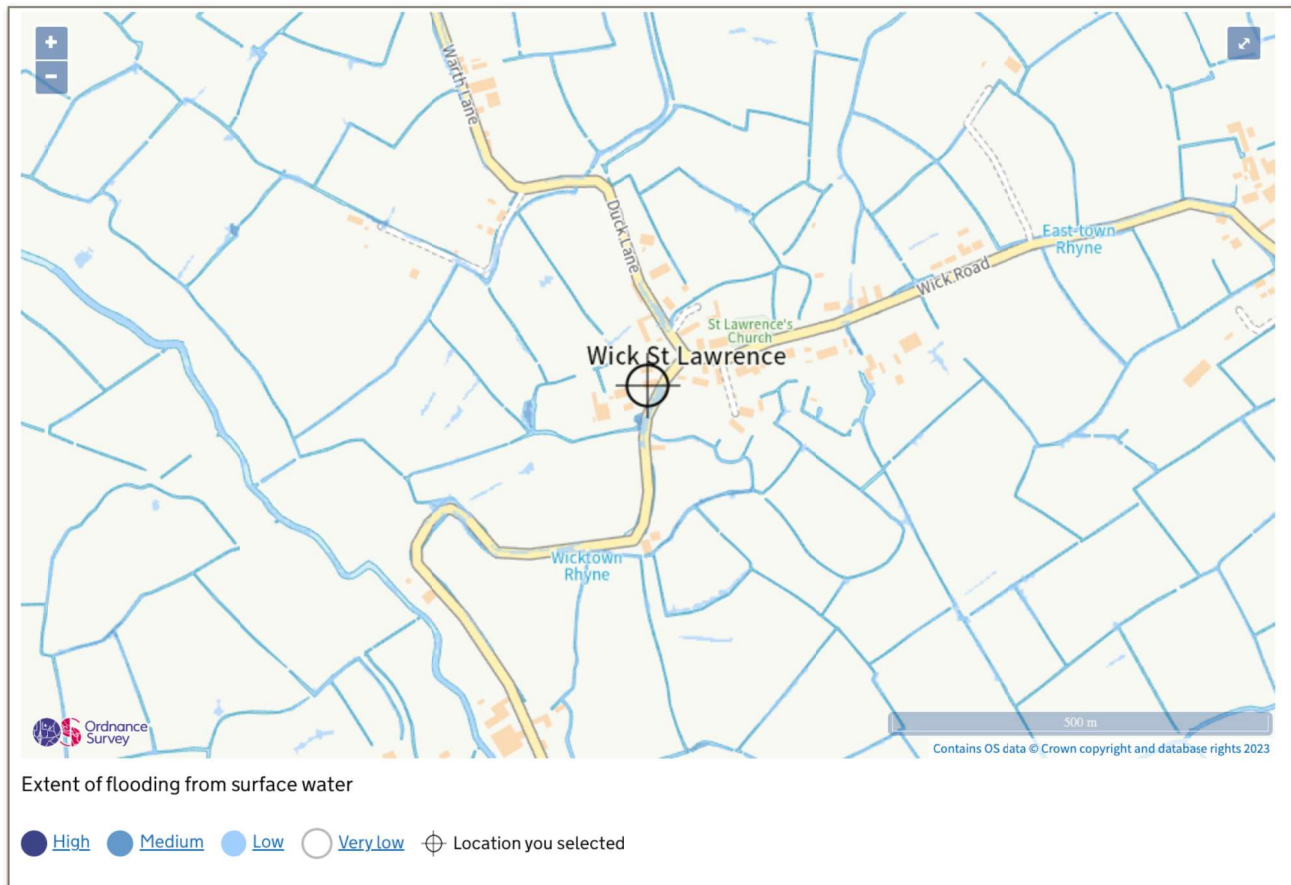 +
−
Warth Lane
Duck Lane
East-town
Rhyne
Wick Road
St Lawrence's
Church
Wick St Lawrence
Wicktown
Rhyne
Ordnance
Survey
500 m
Contains OS data © Crown copyright and database rights 2023
Extent of flooding from surface water
High Medium Low Very low Location you selected